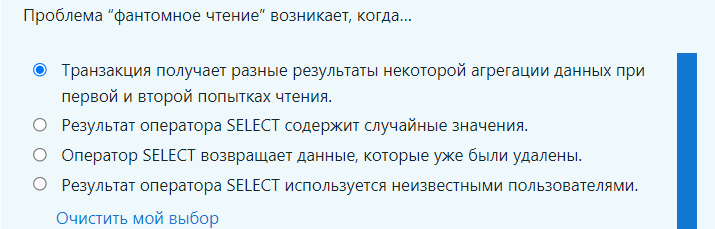 Проблема “фантомное чтение” возникает, когда...
Транзакция получает разные результаты некоторой агрегации данных при
первой и второй попытках чтения.
Результат оператора SELECT содержит случайные значения.
Оператор SELECT возвращает данные, которые уже были удалены.
Результат оператора SELECT используется неизвестными пользователями.
Очистить мой выбор